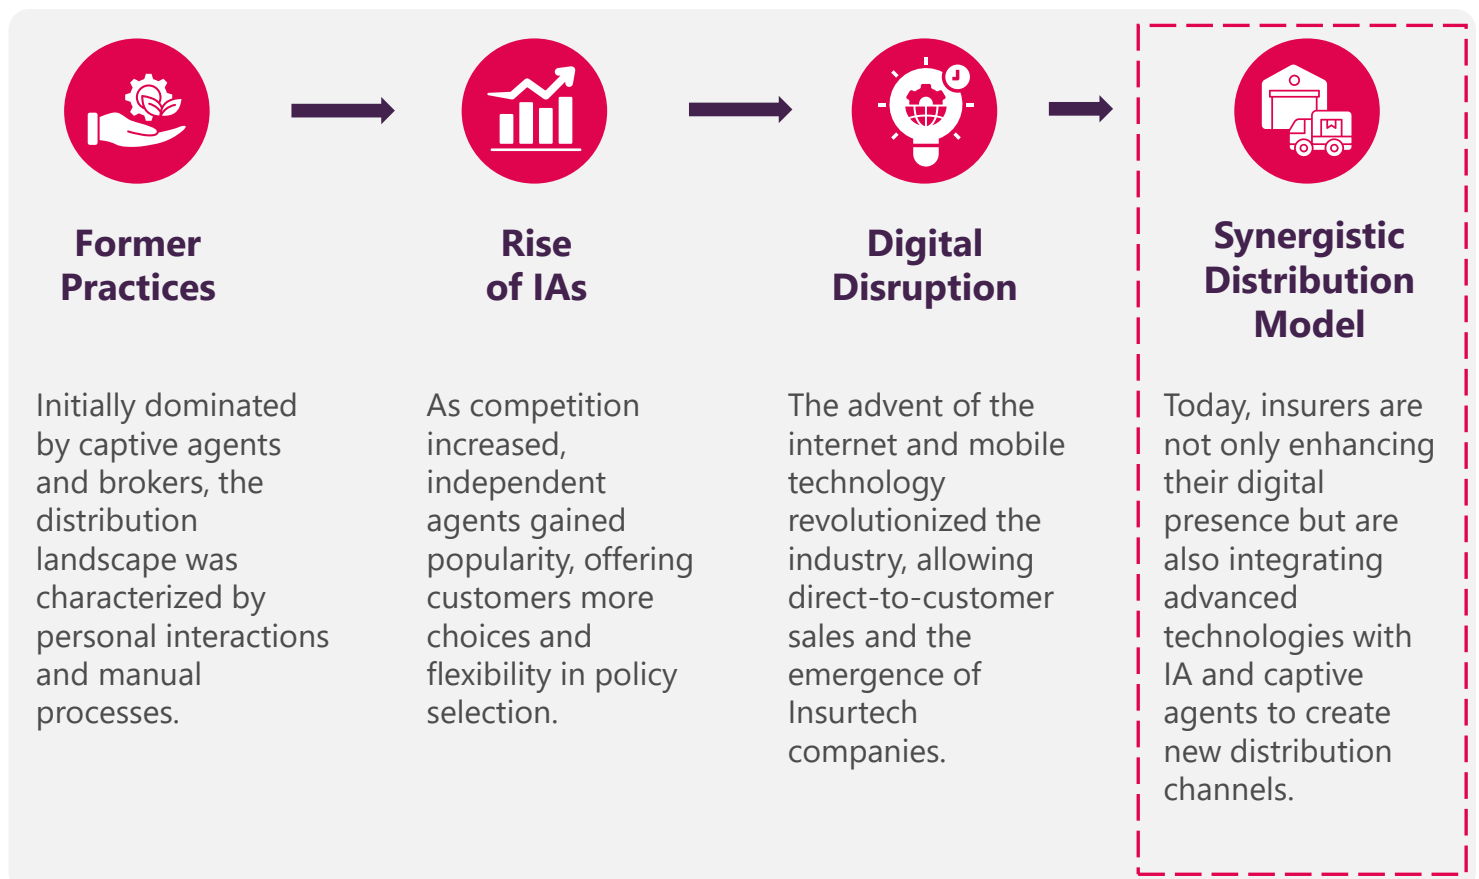 Former
Practices
Initially dominated
by captive agents
and brokers, the
distribution
landscape was
characterized by
personal interactions
and manual
processes.
Rise
of IAs
As competition
increased,
independent
agents gained
popularity, offering
customers more
choices and
flexibility in policy
selection.
Digital
Disruption
The advent of the
internet and mobile
technology
revolutionized the
industry, allowing
direct-to-customer
sales and the
emergence of
Insurtech
companies.
Synergistic
Distribution
Model
Today, insurers are
not only enhancing
their digital
presence but are
also integrating
advanced
technologies with
IA and captive
agents to create
new distribution
channels.